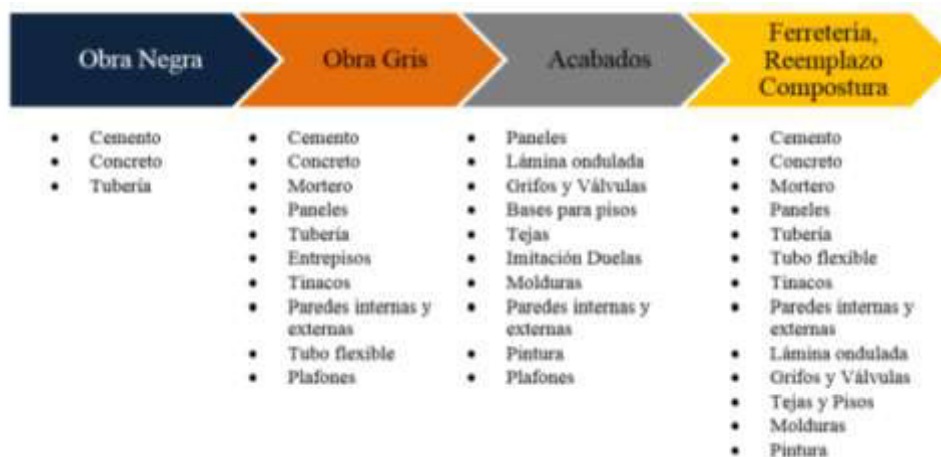 Obra Negra
Obra Gris
Acabados
Ferretería,
Reemplazo
Compostura
• Cemento
• Concreto
• Tubería
• Cemento
• Concreto
• Mortero
• Paneles
• Tubería
• Entrepisos
• Tinacos
• Paredes internas y
externas
• Tubo flexible
• Plafones
• Paneles
• Lámina ondulada
• Grifos y Válvulas
• Bases para pisos
• Tejas
• Imitación Duelas
• Molduras
• Paredes internas y
externas
• Pintura
• Plafones
• Cemento
• Concreto
• Mortero
• Paneles
• Tubería
• Tubo flexible
• Tinacos
• Paredes internas y
externas
• Lámina ondulada
• Grifos y Válvulas
• Tejas y Pisos
• Molduras
• Pintura